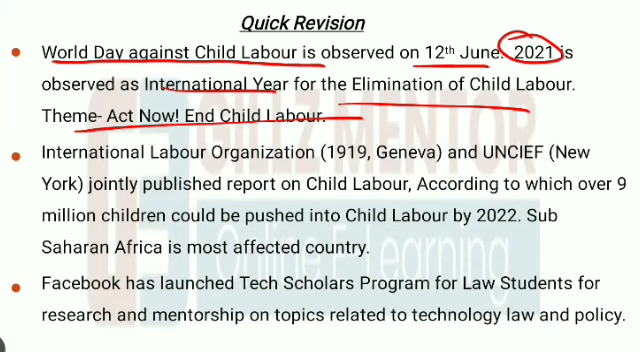 Quick Revision
World Day against Child Labour is observed on 12th June. 2021 is
observed as International Year for the Elimination of Child Labour.
Theme- Act Now! End Child Labour.
International Labour Organization (1919, Geneva) and UNCIEF (New
York) jointly published report on Child Labour, According to which over 9
million children could be pushed into Child Labour by 2022. Sub
Saharan Africa is most affected country.
Facebook has launched Tech Scholars Program for Law Students for
research and mentorship on topics related to technology law and policy.
MENTOR
Online E-Learning